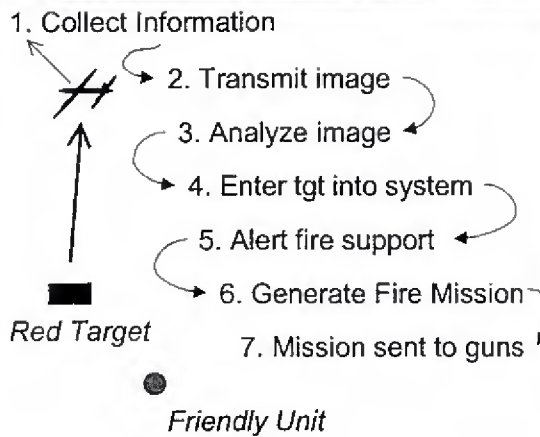 1. Collect Information
2. Transmit image
3. Analyze image
4. Enter tgt into system
5. Alert fire support
6. Generate Fire Mission
Red Target
7. Mission sent to guns
Friendly Unit